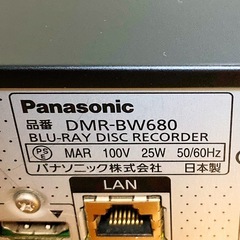 Panasonic
品番 DMR-BW680
BLU-RAY DISC RECORDER
PSE MAR 100V 25W 50/60Hz
パナソニック株式会社 日本製
LAN